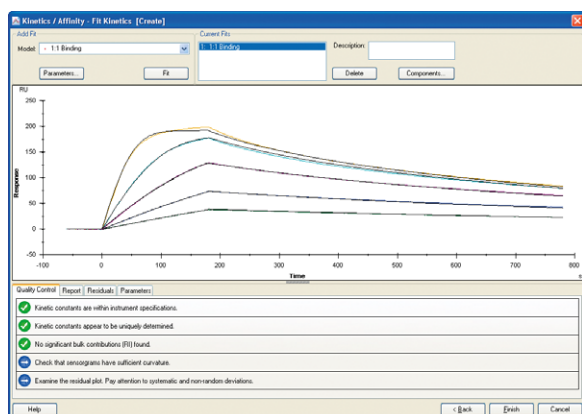 Kinetics / Affinity - Fit Kinetics [Create]
Add Fit
Current Fits
Model: - 1:1 Binding
1: 1:1 Binding
Description:
Parameters...
Fit
Delete
Components...
RU
250
200
150
100
50
0
-50
Response
-100 0 100 200 300 400 500 600 700 800
Time
s
Quality Control Report Residuals Parameters
Kinetic constants are within instrument specifications.
Kinetic constants appear to be uniquely determined.
No significant bulk contributions (RI) found.
Check that sensorgrams have sufficient curvature.
Examine the residual plot. Pay attention to systematic and non-random deviations.
Help
< Back
Finish
Cancel